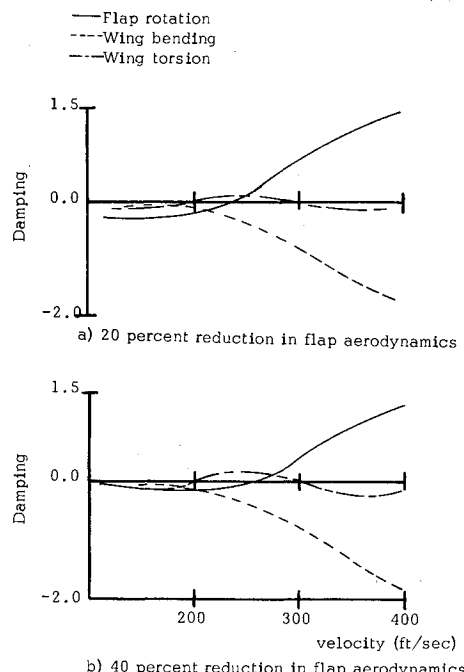 Flap rotation
Wing bending
Wing torsion
1.5
0.0
Damping
-2.0
a) 20 percent reduction in flap aerodynamics
1.5
0.0
Damping
-2.0
200 300 400
velocity (ft/sec)
b) 40 percent reduction in flap aerodynamics